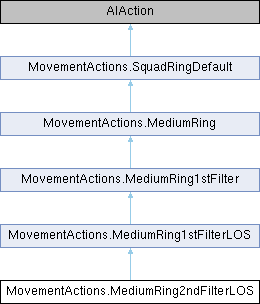 AIAction
MovementActions.SquadRingDefault
MovementActions.MediumRing
MovementActions.MediumRing1stFilter
MovementActions.MediumRing1stFilterLOS
MovementActions.MediumRing2ndFilterLOS